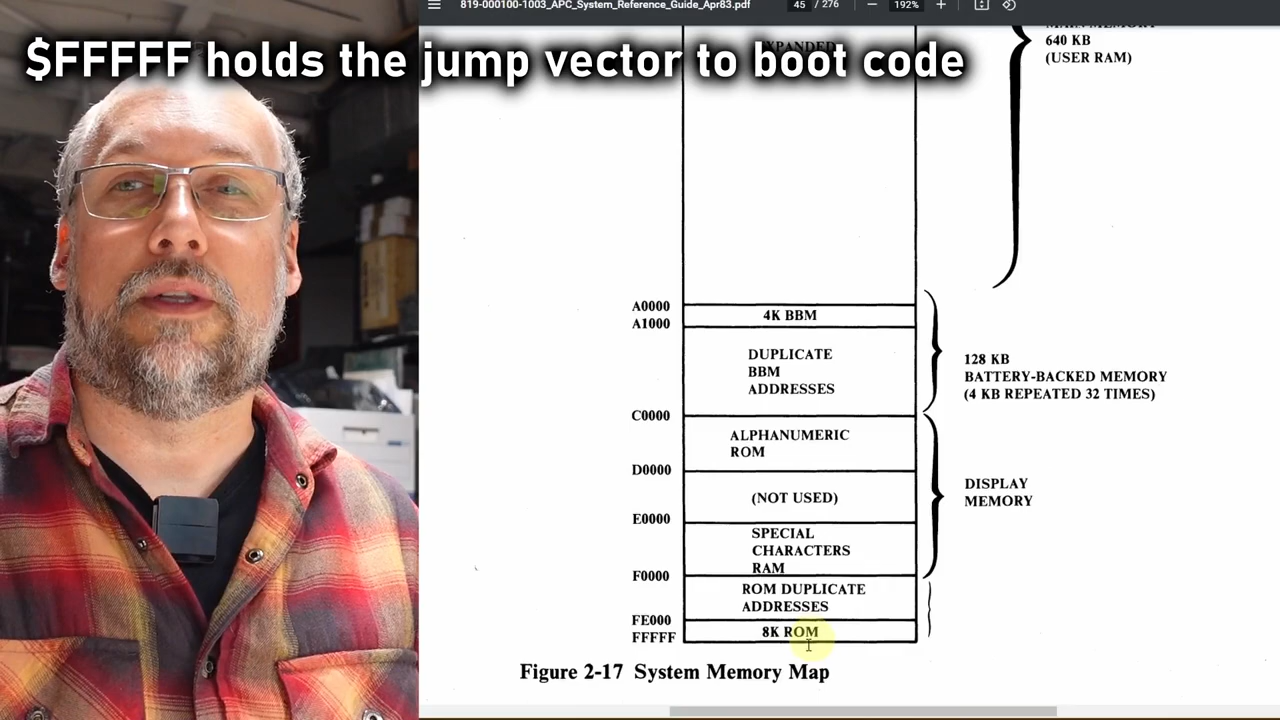 819-000100-1003_APC_System_Reference_Guide_Apr83.pdf
45 / 276
192%
$FFFFF holds the jump vector to boot code
EXPANDED
MAIN MEMORY
640 KB
(USER RAM)
A0000
4K BBM
A1000
DUPLICATE
BBM
ADDRESSES
128 KB
BATTERY-BACKED MEMORY
(4 KB REPEATED 32 TIMES)
C0000
ALPHANUMERIC
ROM
D0000
(NOT USED)
DISPLAY
MEMORY
E0000
SPECIAL
CHARACTERS
RAM
F0000
ROM DUPLICATE
ADDRESSES
FE000
8K ROM
FFFFF
Figure 2-17 System Memory Map